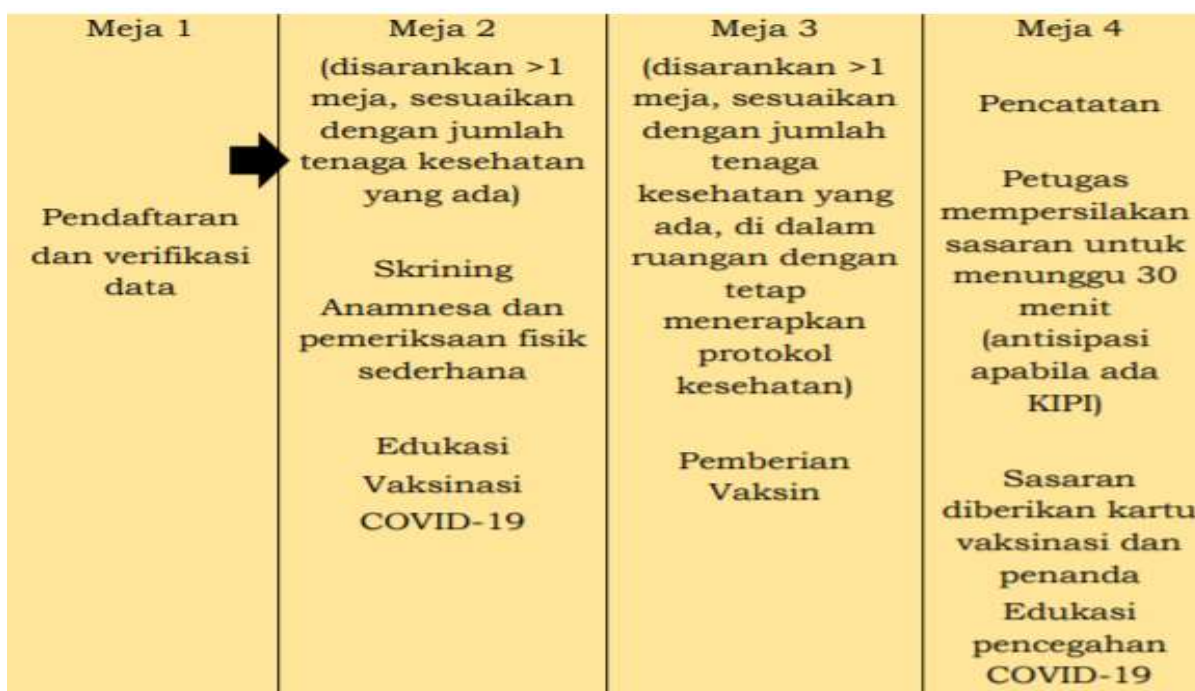 Meja 1
Pendaftaran
dan verifikasi
data
Meja 2
(disarankan >1
meja, sesuaikan
dengan jumlah
tenaga kesehatan
yang ada)
Skrining
Anamnesa dan
pemeriksaan fisik
sederhana
Edukasi
Vaksinasi
COVID-19
Meja 3
(disarankan >1
meja, sesuaikan
dengan jumlah
tenaga
kesehatan yang
ada, di dalam
ruangan dengan
tetap
menerapkan
protokol
kesehatan)
Pemberian
Vaksin
Meja 4
Pencatatan
Petugas
mempersilakan
sasaran untuk
menunggu 30
menit
(antisipasi
apabila ada
KIPI)
Sasaran
diberikan kartu
vaksinasi dan
penanda
Edukasi
pencegahan
COVID-19